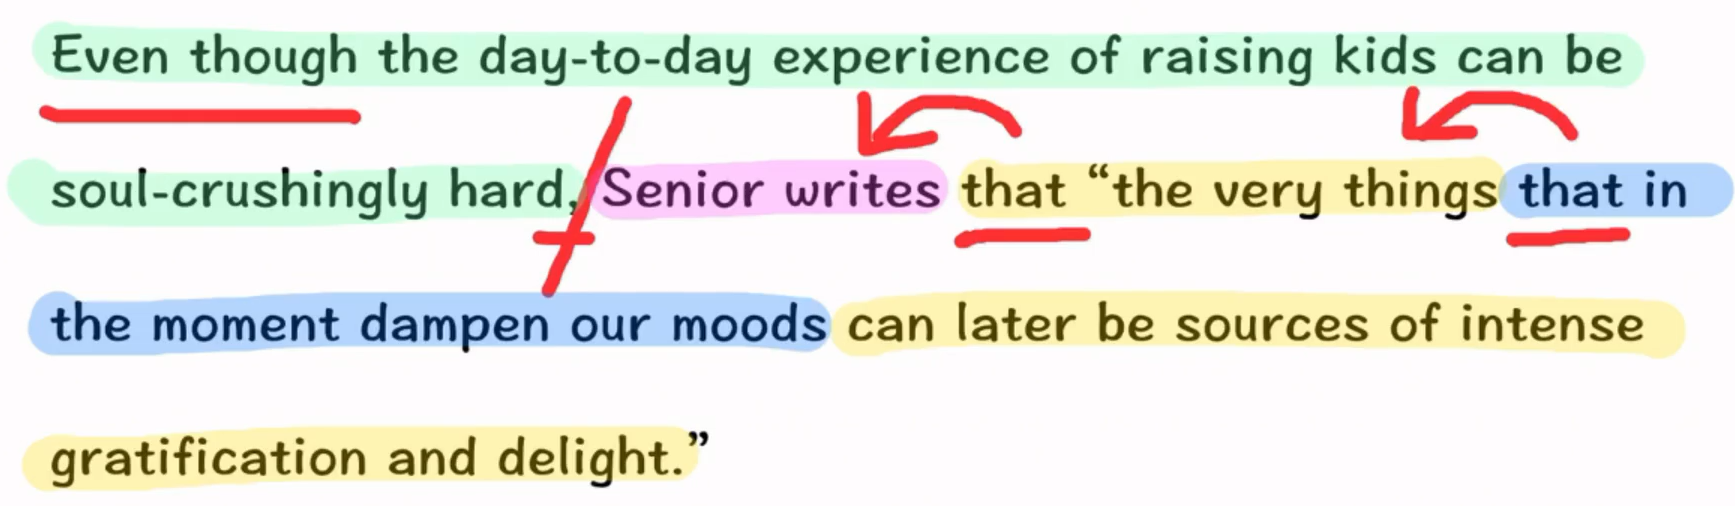 Even though the day-to-day experience of raising kids can be
soul-crushingly hard, Senior writes that “the very things that in
the moment dampen our moods can later be sources of intense
gratification and delight.”